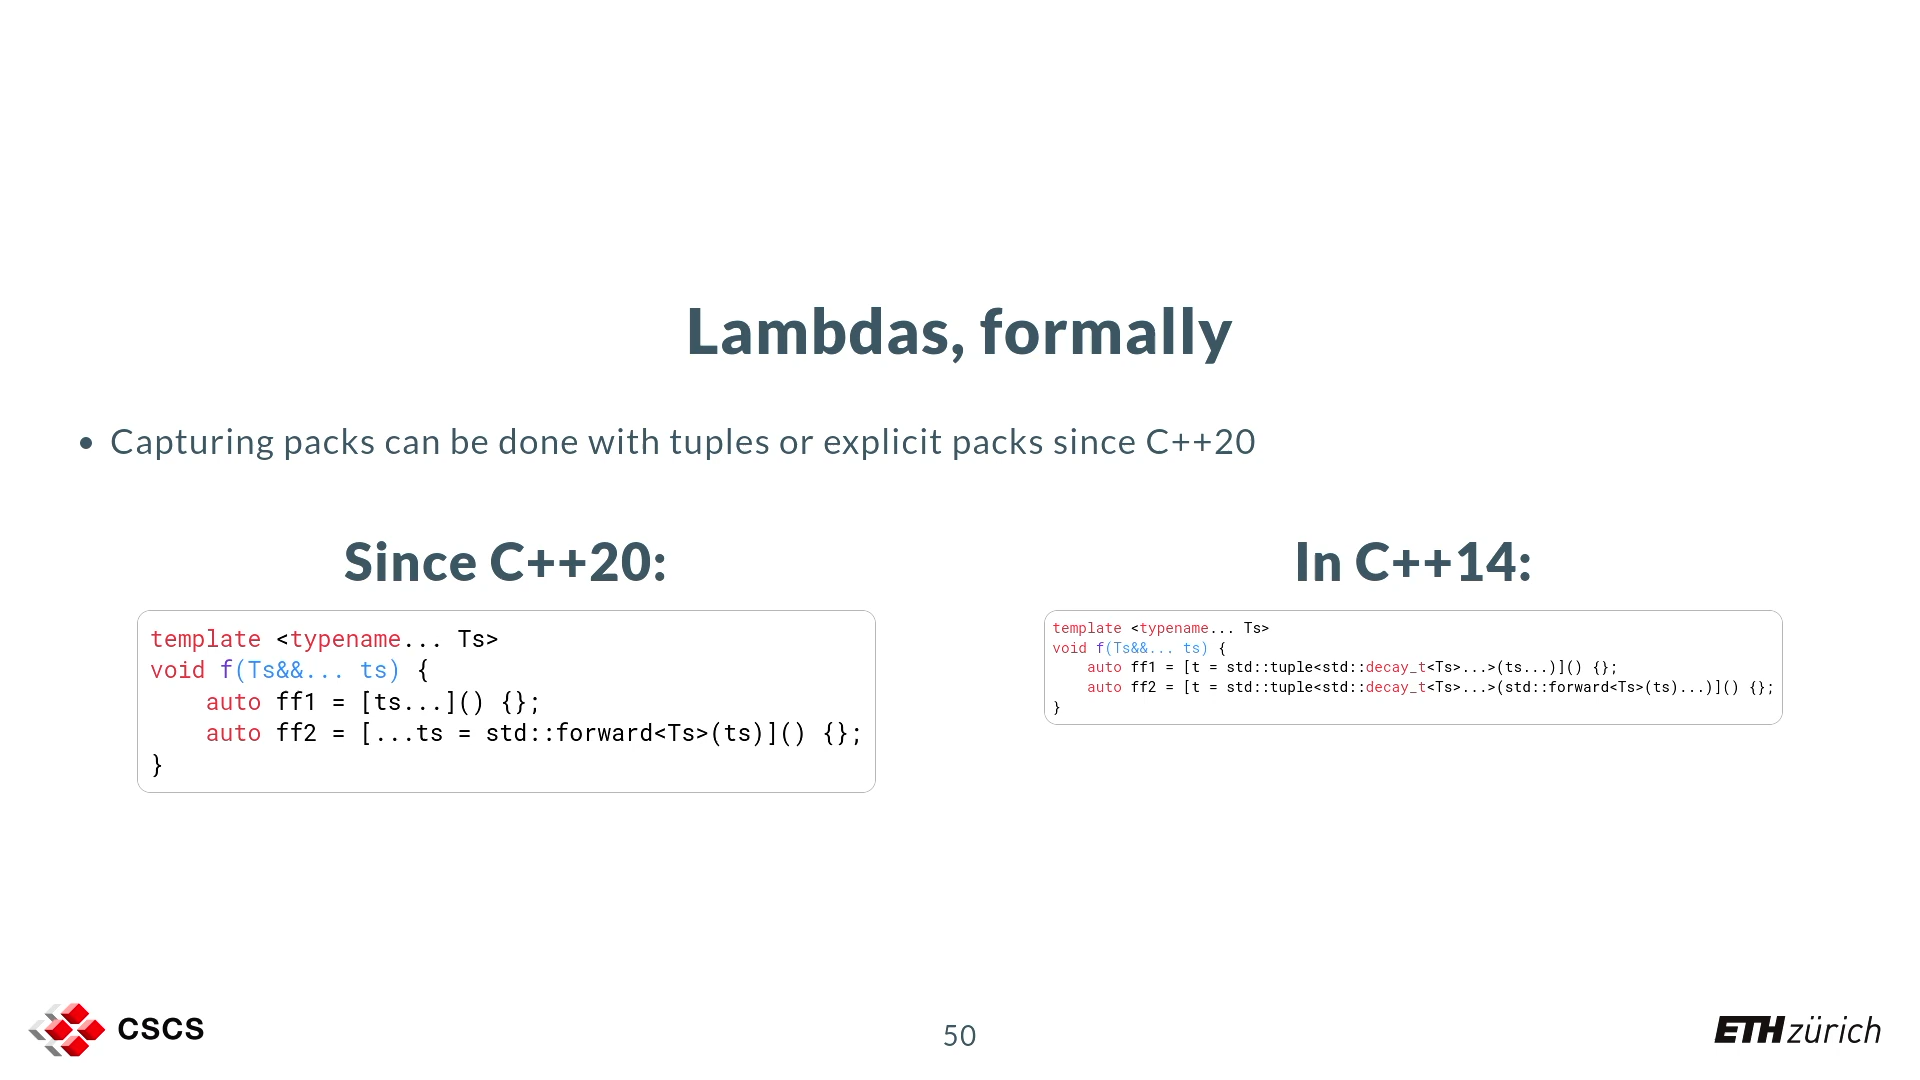 Lambdas, formally
• Capturing packs can be done with tuples or explicit packs since C++20
Since C++20:
template <typename... Ts>
void f(Ts&&... ts) {
    auto ff1 = [ts...]() {};
    auto ff2 = [...ts = std::forward<Ts>(ts)]() {};
}
In C++14:
template <typename... Ts>
void f(Ts&&... ts) {
    auto ff1 = [t = std::tuple<std::decay_t<Ts>...>(ts...)]() {};
    auto ff2 = [t = std::tuple<std::decay_t<Ts>...>(std::forward<Ts>(ts)...)]() {};
}
CSCS
50
ETH zürich